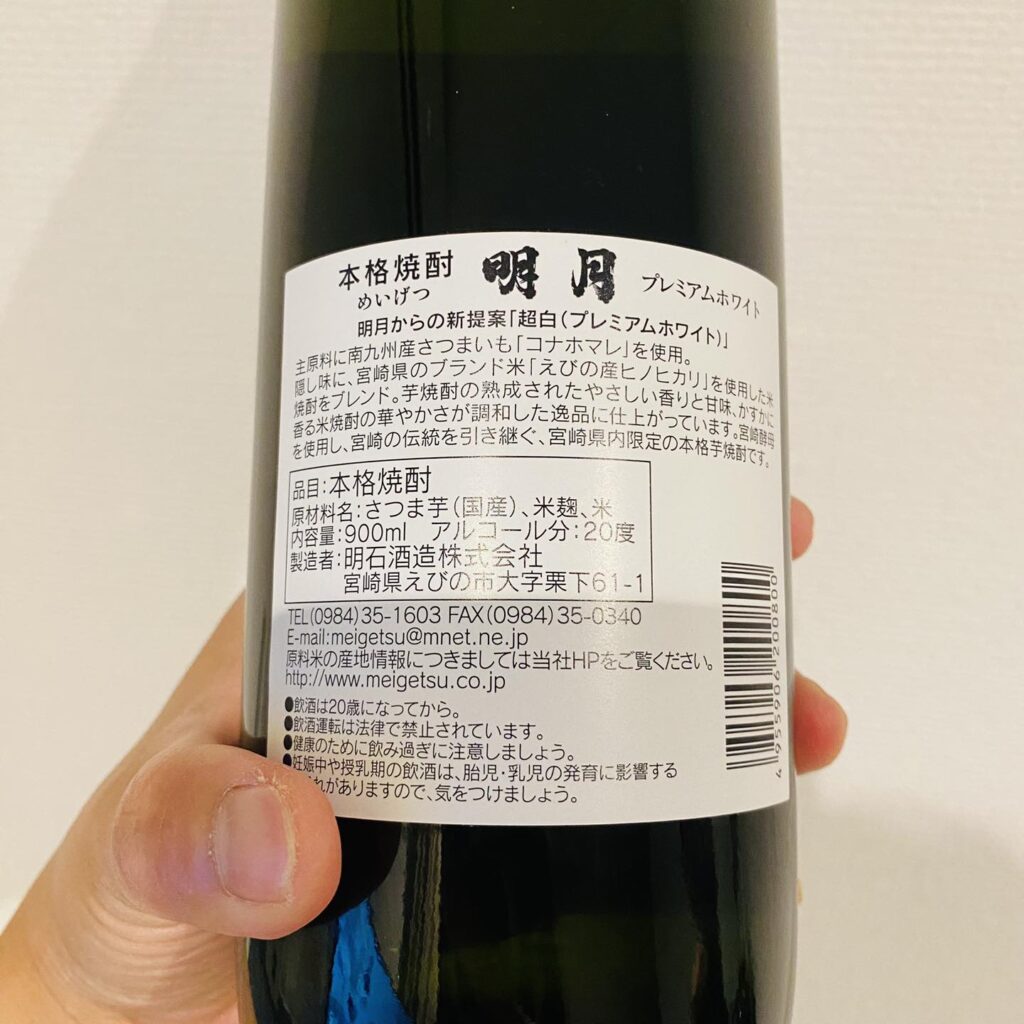 本格焼酎 明月 プレミアムホワイト
めいげつ
明月からの新提案「超白(プレミアムホワイト)」
主原料に南九州産さつまいも「コナホマレ」を使用。
隠し味に、宮崎県のブランド米「えびの産ヒノヒカリ」を使用した米
焼酎をブレンド。芋焼酎の熟成されたやさしい香りと甘味、かすかに
香る米焼酎の華やかさが調和した逸品に仕上がっています。宮崎酵母
を使用し、宮崎の伝統を引き継ぐ、宮崎県内限定の本格芋焼酎です。
品目:本格焼酎
原材料名:さつま芋(国産)、米麹、米
内容量:900ml アルコール分:20度
製造者:明石酒造株式会社
宮崎県えびの市大字栗下61-1
TEL(0984)35-1603 FAX(0984)35-0340
E-mail:meigetsu@mnet.ne.jp
原料米の産地情報につきましては当社HPをご覧ください。
http://www.meigetsu.co.jp
●飲酒は20歳になってから。
●飲酒運転は法律で禁止されています。
●健康のために飲み過ぎに注意しましょう。
●妊娠中や授乳期の飲酒は、胎児・乳児の発育に影響する
れがありますので、気をつけましょう。
4955906200800